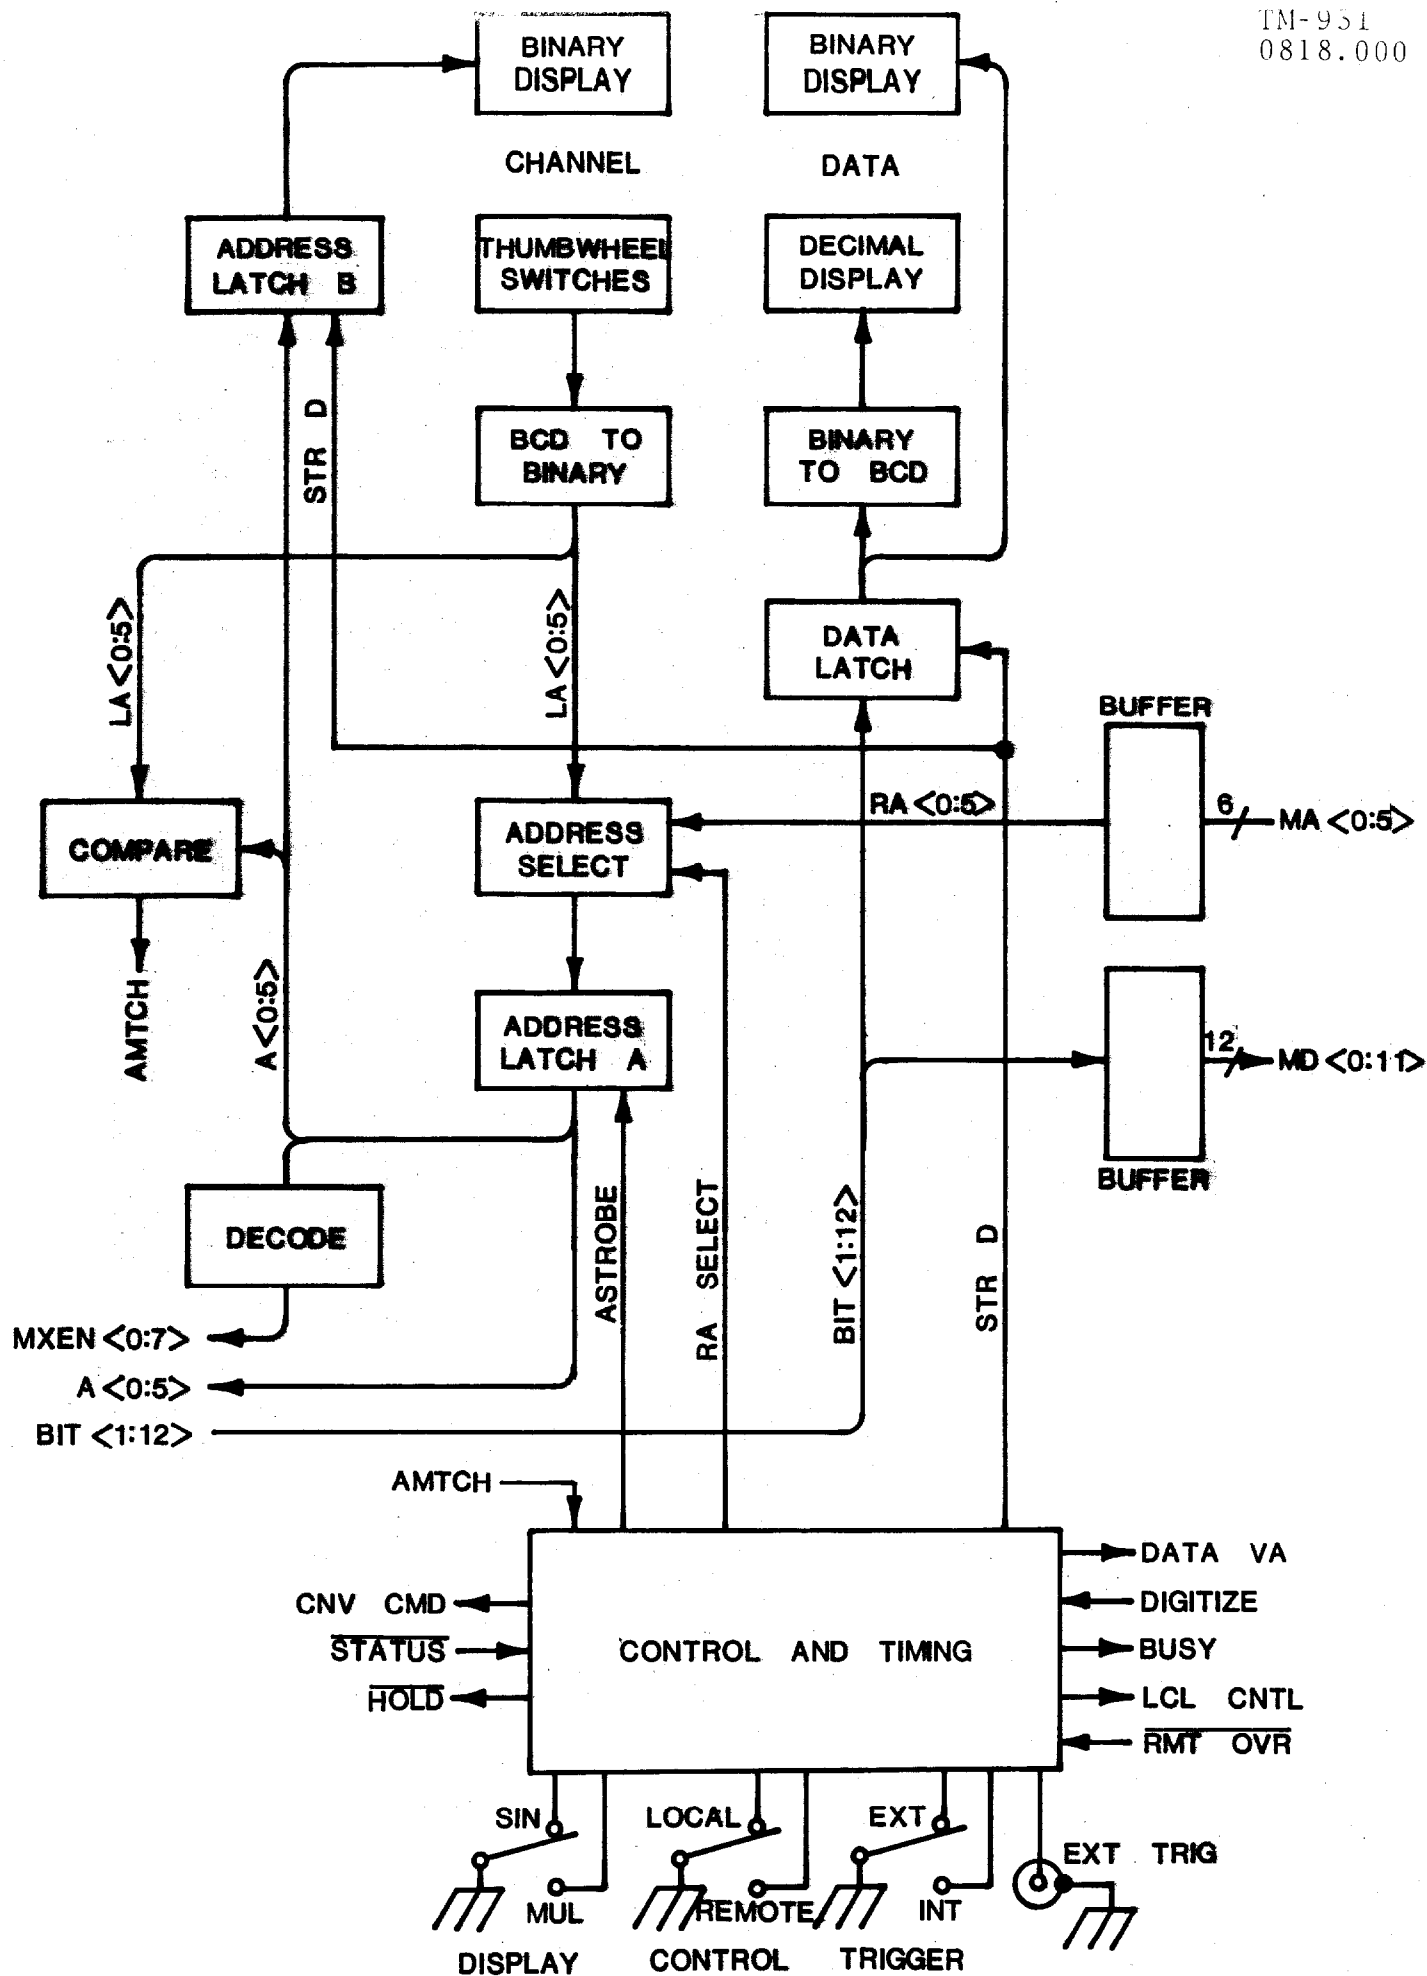 TM-931
0818.000
BINARY
DISPLAY
BINARY
DISPLAY
CHANNEL
DATA
ADDRESS
LATCH B
THUMBWHEEL
SWITCHES
DECIMAL
DISPLAY
STR D
BCD TO
BINARY
BINARY
TO BCD
LA<0:5>
LA<0:5>
DATA
LATCH
BUFFER
RA<0:5>
6
MA<0:5>
COMPARE
ADDRESS
SELECT
AMTCH
A<0:5>
ADDRESS
LATCH A
12
MD<0:11>
BUFFER
DECODE
ASTROBE
RA SELECT
BIT<1:12>
STR D
MXEN<0:7>
A<0:5>
BIT<1:12>
AMTCH
DATA VA
CNV CMD
DIGITIZE
STATUS
CONTROL AND TIMING
BUSY
HOLD
LCL CNTL
RMT OVR
SIN
LOCAL
EXT
EXT TRIG
MUL
REMOTE
INT
DISPLAY
CONTROL
TRIGGER